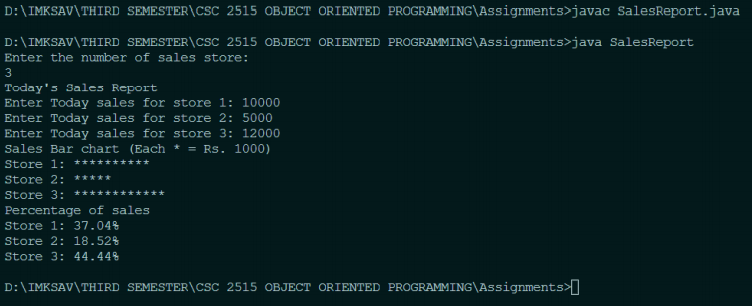 D:\IMKSAV\THIRD SEMESTER\CSC 2515 OBJECT ORIENTED PROGRAMMING\Assignments>javac SalesReport.java
D:\IMKSAV\THIRD SEMESTER\CSC 2515 OBJECT ORIENTED PROGRAMMING\Assignments>java SalesReport
Enter the number of sales store:
3
Today's Sales Report
Enter Today sales for store 1: 10000
Enter Today sales for store 2: 5000
Enter Today sales for store 3: 12000
Sales Bar chart (Each * = Rs. 1000)
Store 1: **********
Store 2: *****
Store 3: ************
Percentage of sales
Store 1: 37.04%
Store 2: 18.52%
Store 3: 44.44%
D:\IMKSAV\THIRD SEMESTER\CSC 2515 OBJECT ORIENTED PROGRAMMING\Assignments>